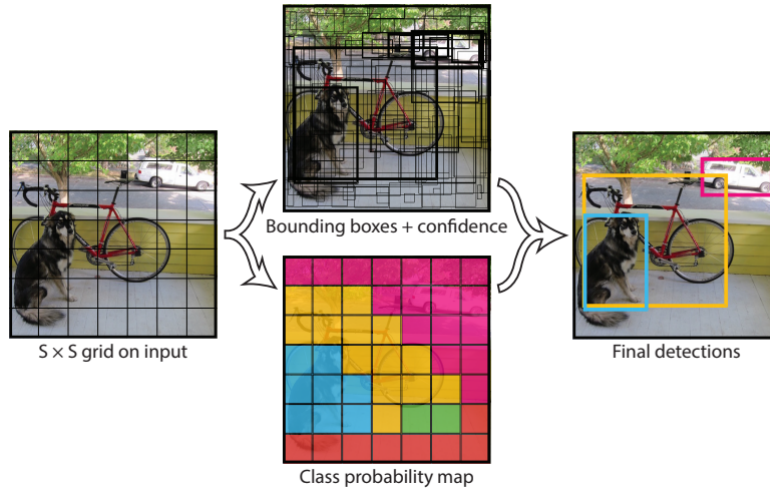 Bounding boxes + confidence
S × S grid on input
Final detections
Class probability map